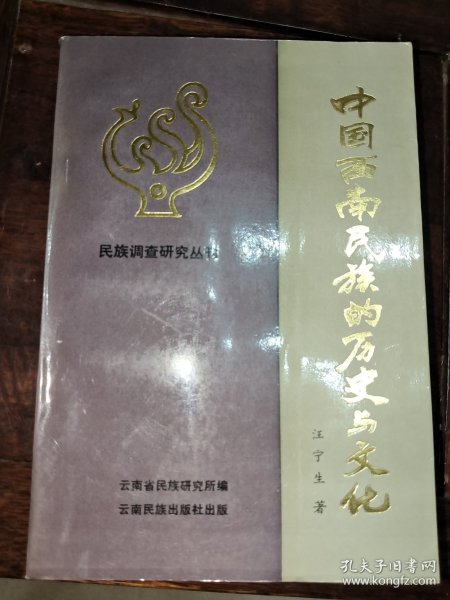 中国西南民族的历史与文化
汪宁生 著
民族调查研究丛书
云南省民族研究所编
云南民族出版社出版
孔夫子旧书网
www.kongfz.com